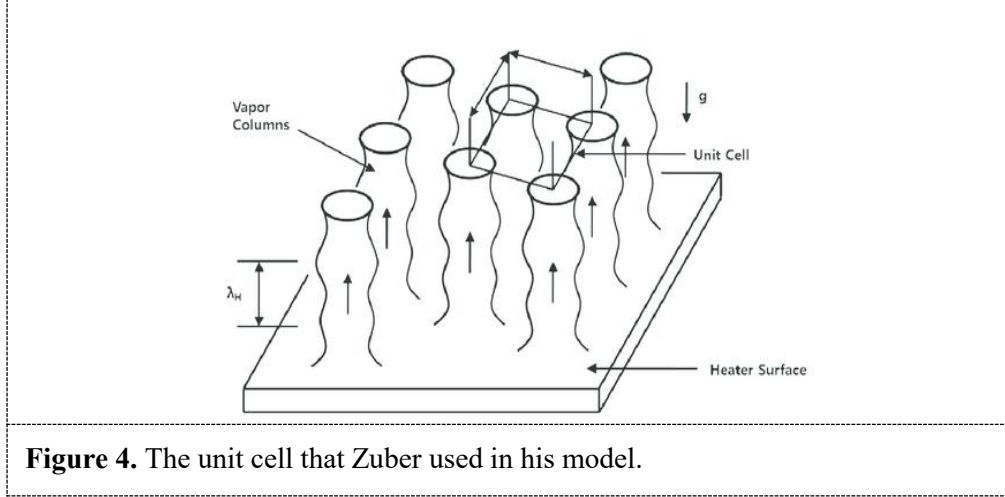 Vapor
Columns
g
Unit Cell
λH
Heater Surface
Figure 4. The unit cell that Zuber used in his model.